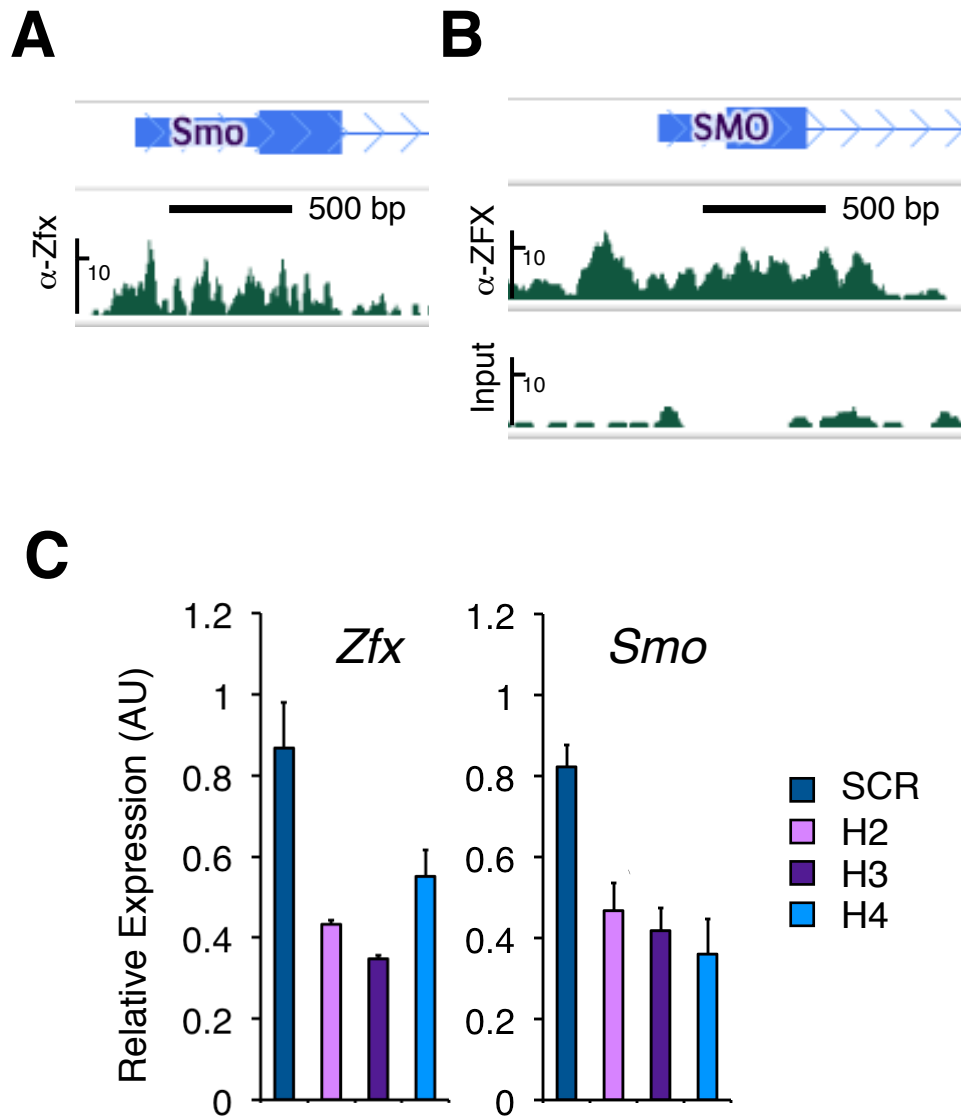 A
B
Smo
SMO
500 bp
500 bp
α-Zfx
10
α-ZFX
10
Input
10
C
Relative Expression (AU)
1.2
1
0.8
0.6
0.4
0.2
0
Zfx
1.2
1
0.8
0.6
0.4
0.2
0
Smo
SCR
H2
H3
H4